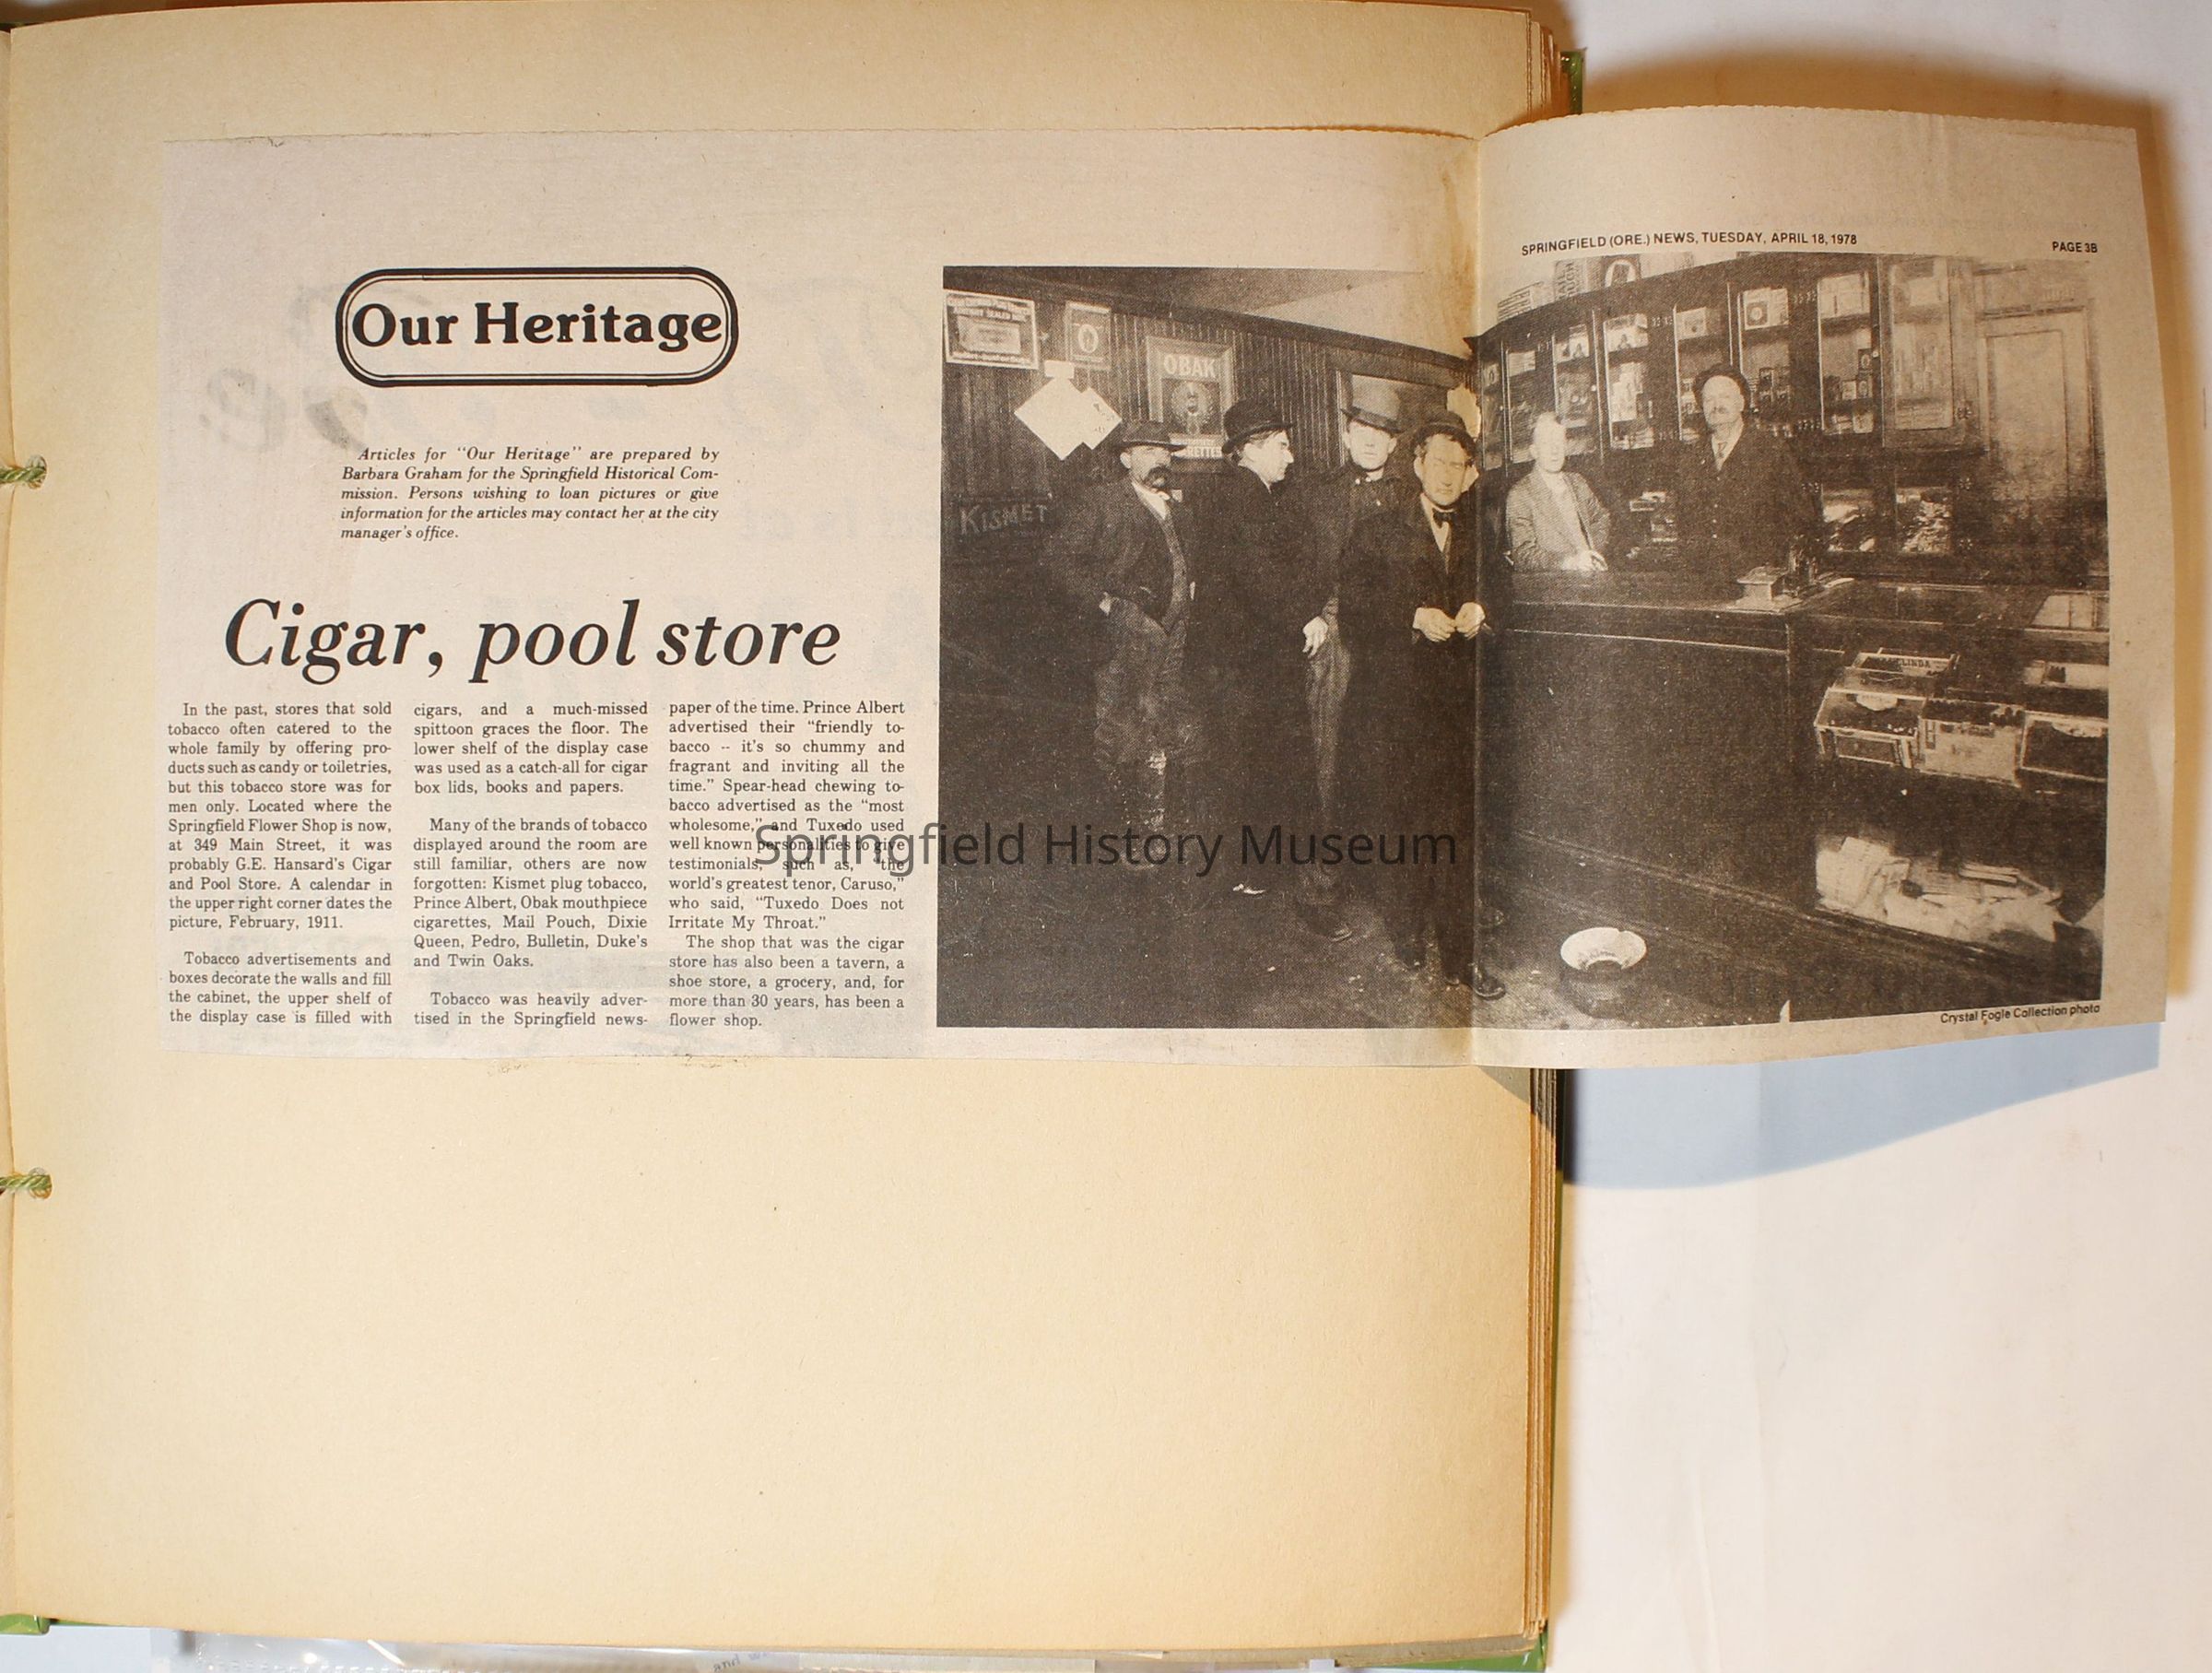 SPRINGFIELD (ORE.) NEWS, TUESDAY, APRIL 18, 1978
PAGE 3B
Our Heritage
Articles for "Our Heritage" are prepared by
Barbara Graham for the Springfield Historical Com-
mission. Persons wishing to loan pictures or give
information for the articles may contact her at the city
manager's office.
Cigar, pool store
In the past, stores that sold
tobacco often catered to the
whole family by offering pro-
ducts such as candy or toiletries,
but this tobacco store was for
men only. Located where the
Springfield Flower Shop is now,
at 349 Main Street, it was
probably G.E. Hansard's Cigar
and Pool Store. A calendar in
the upper right corner dates the
picture, February, 1911.
Tobacco advertisements and
boxes decorate the walls and fill
the cabinet, the upper shelf of
the display case is filled with
cigars, and a much-missed
spittoon graces the floor. The
lower shelf of the display case
was used as a catch-all for cigar
box lids, books and papers.
Many of the brands of tobacco
displayed around the room are
still familiar, others are now
forgotten: Kismet plug tobacco,
Prince Albert, Obak mouthpiece
cigarettes, Mail Pouch, Dixie
Queen, Pedro, Bulletin, Duke's
and Twin Oaks.
Tobacco was heavily adver-
tised in the Springfield news-
paper of the time. Prince Albert
advertised their "friendly to-
bacco -- it's so chummy and
fragrant and inviting all the
time." Spear-head chewing to-
bacco advertised as the "most
wholesome," and Tuxedo used
well known personalities to give
testimonials, such as, "the
world's greatest tenor, Caruso,"
who said, "Tuxedo Does not
Irritate My Throat."
The shop that was the cigar
store has also been a tavern, a
shoe store, a grocery, and, for
more than 30 years, has been a
flower shop.
OBAK
KISMET
Crystal Fogle Collection photo
Springfield History Museum